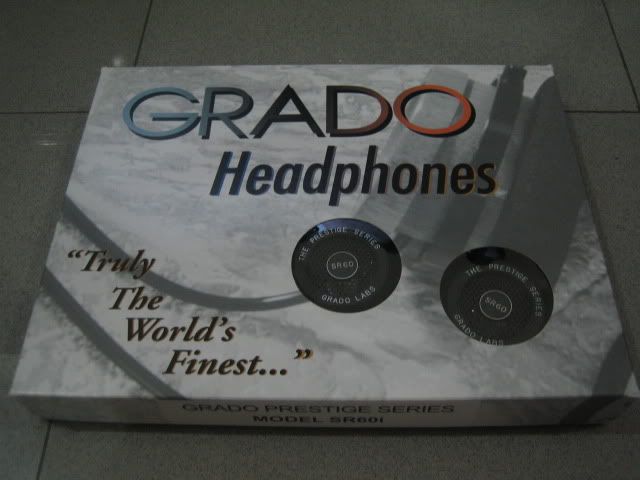 GRADO
Headphones
THE PRESTIGE SERIES
SR60
GRADO LABS
THE PRESTIGE SERIES
SR60
GRADO LABS
"Truly
The
World's
Finest..."
GRADO PRESTIGE SERIES
MODEL SR60i